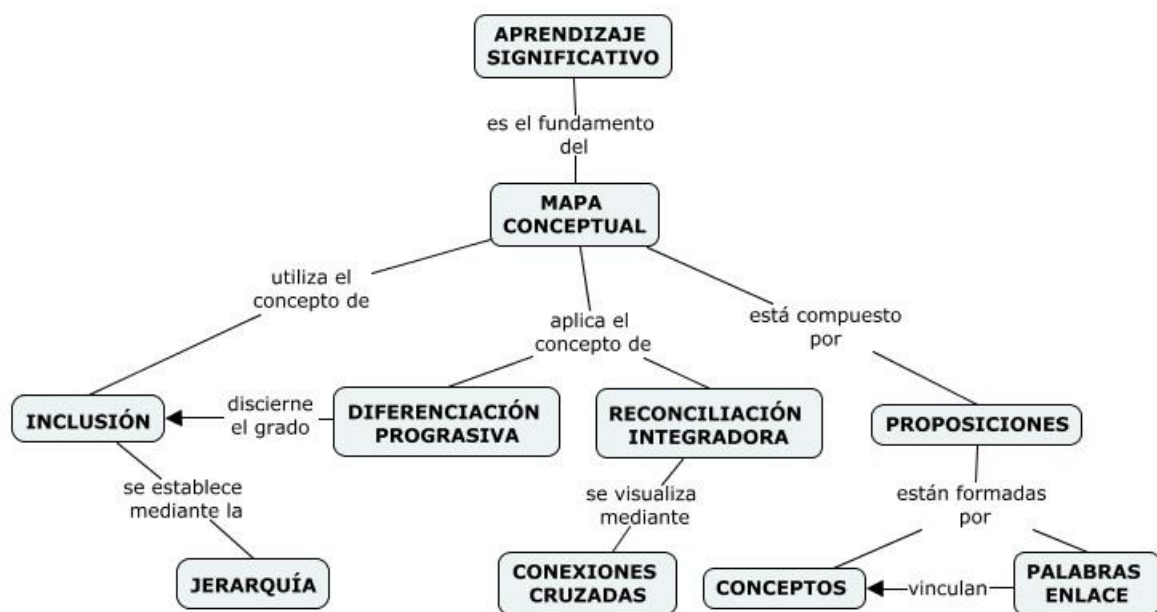 APRENDIZAJE
SIGNIFICATIVO
es el fundamento
del
MAPA
CONCEPTUAL
utiliza el
concepto de
aplica el
concepto de
está compuesto
por
INCLUSIÓN
discierne
el grado
DIFERENCIACIÓN
PROGRASIVA
RECONCILIACIÓN
INTEGRADORA
PROPOSICIONES
se establece
mediante la
se visualiza
mediante
están formadas
por
JERARQUÍA
CONEXIONES
CRUZADAS
CONCEPTOS
vinculan
PALABRAS
ENLACE